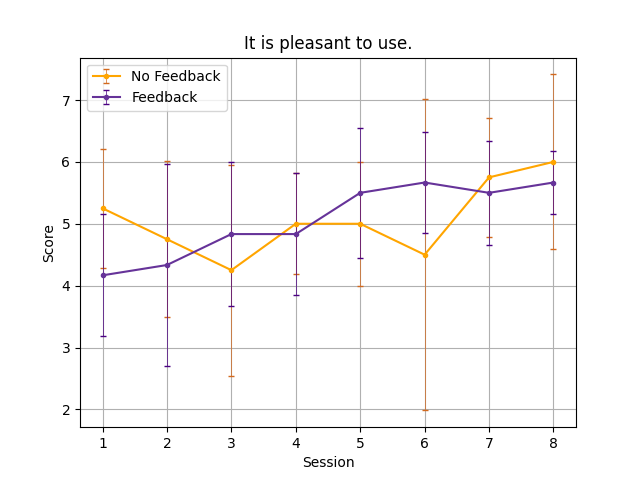 It is pleasant to use.
No Feedback
Feedback
7
6
5
4
3
2
Score
1 2 3 4 5 6 7 8
Session